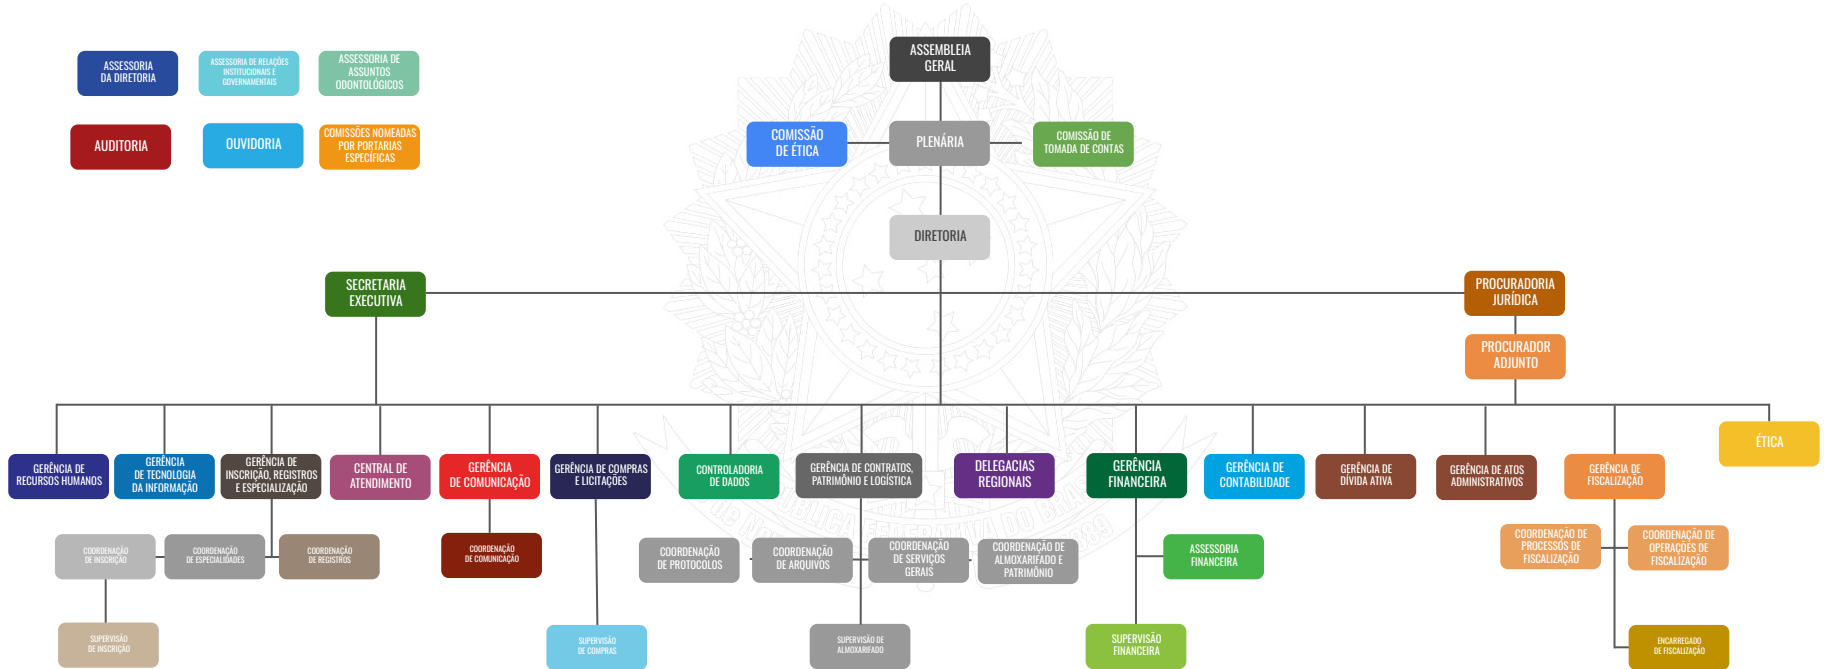 ASSESSORIA
DA DIRETORIA
ASSESSORIA DE RELAÇÕES
INSTITUCIONAIS E
GOVERNAMENTAIS
ASSESSORIA DE
ASSUNTOS
ODONTOLÓGICOS
AUDITORIA
OUVIDORIA
COMISSÕES NOMEADAS
POR PORTARIAS
ESPECÍFICAS
ASSEMBLEIA
GERAL
COMISSÃO
DE ÉTICA
PLENÁRIA
COMISSÃO DE
TOMADA DE CONTAS
DIRETORIA
SECRETARIA
EXECUTIVA
PROCURADORIA
JURÍDICA
PROCURADOR
ADJUNTO
GERÊNCIA DE
RECURSOS HUMANOS
GERÊNCIA
DE TECNOLOGIA
DA INFORMAÇÃO
GERÊNCIA DE
INSCRIÇÃO, REGISTROS
E ESPECIALIZAÇÃO
CENTRAL DE
ATENDIMENTO
GERÊNCIA
DE COMUNICAÇÃO
GERÊNCIA DE COMPRAS
E LICITAÇÕES
CONTROLADORIA
DE DADOS
GERÊNCIA DE CONTRATOS,
PATRIMÔNIO E LOGÍSTICA
DELEGACIAS
REGIONAIS
GERÊNCIA
FINANCEIRA
GERÊNCIA DE
CONTABILIDADE
GERÊNCIA DE
DÍVIDA ATIVA
GERÊNCIA DE ATOS
ADMINISTRATIVOS
GERÊNCIA DE
FISCALIZAÇÃO
ÉTICA
COORDENAÇÃO
DE INSCRIÇÃO
COORDENAÇÃO
DE ESPECIALIDADES
COORDENAÇÃO
DE REGISTROS
COORDENAÇÃO
DE COMUNICAÇÃO
COORDENAÇÃO
DE PROTOCOLOS
COORDENAÇÃO
DE ARQUIVOS
COORDENAÇÃO
DE SERVIÇOS
GERAIS
COORDENAÇÃO DE
ALMOXARIFADO E
PATRIMÔNIO
ASSESSORIA
FINANCEIRA
COORDENAÇÃO DE
PROCESSOS DE
FISCALIZAÇÃO
COORDENAÇÃO DE
OPERAÇÕES DE
FISCALIZAÇÃO
SUPERVISÃO
DE INSCRIÇÃO
SUPERVISÃO
DE COMPRAS
SUPERVISÃO DE
ALMOXARIFADO
SUPERVISÃO
FINANCEIRA
ENCARREGADO
DE FISCALIZAÇÃO